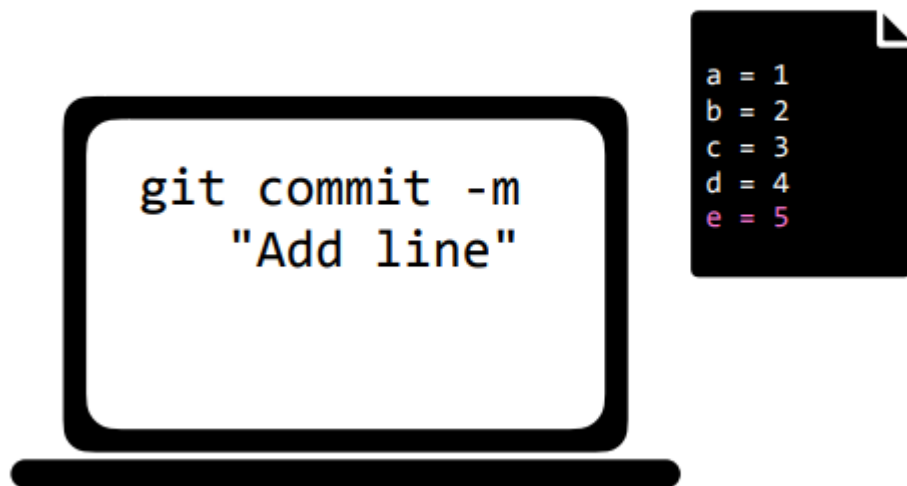 git commit -m
"Add line"
a = 1
b = 2
c = 3
d = 4
e = 5